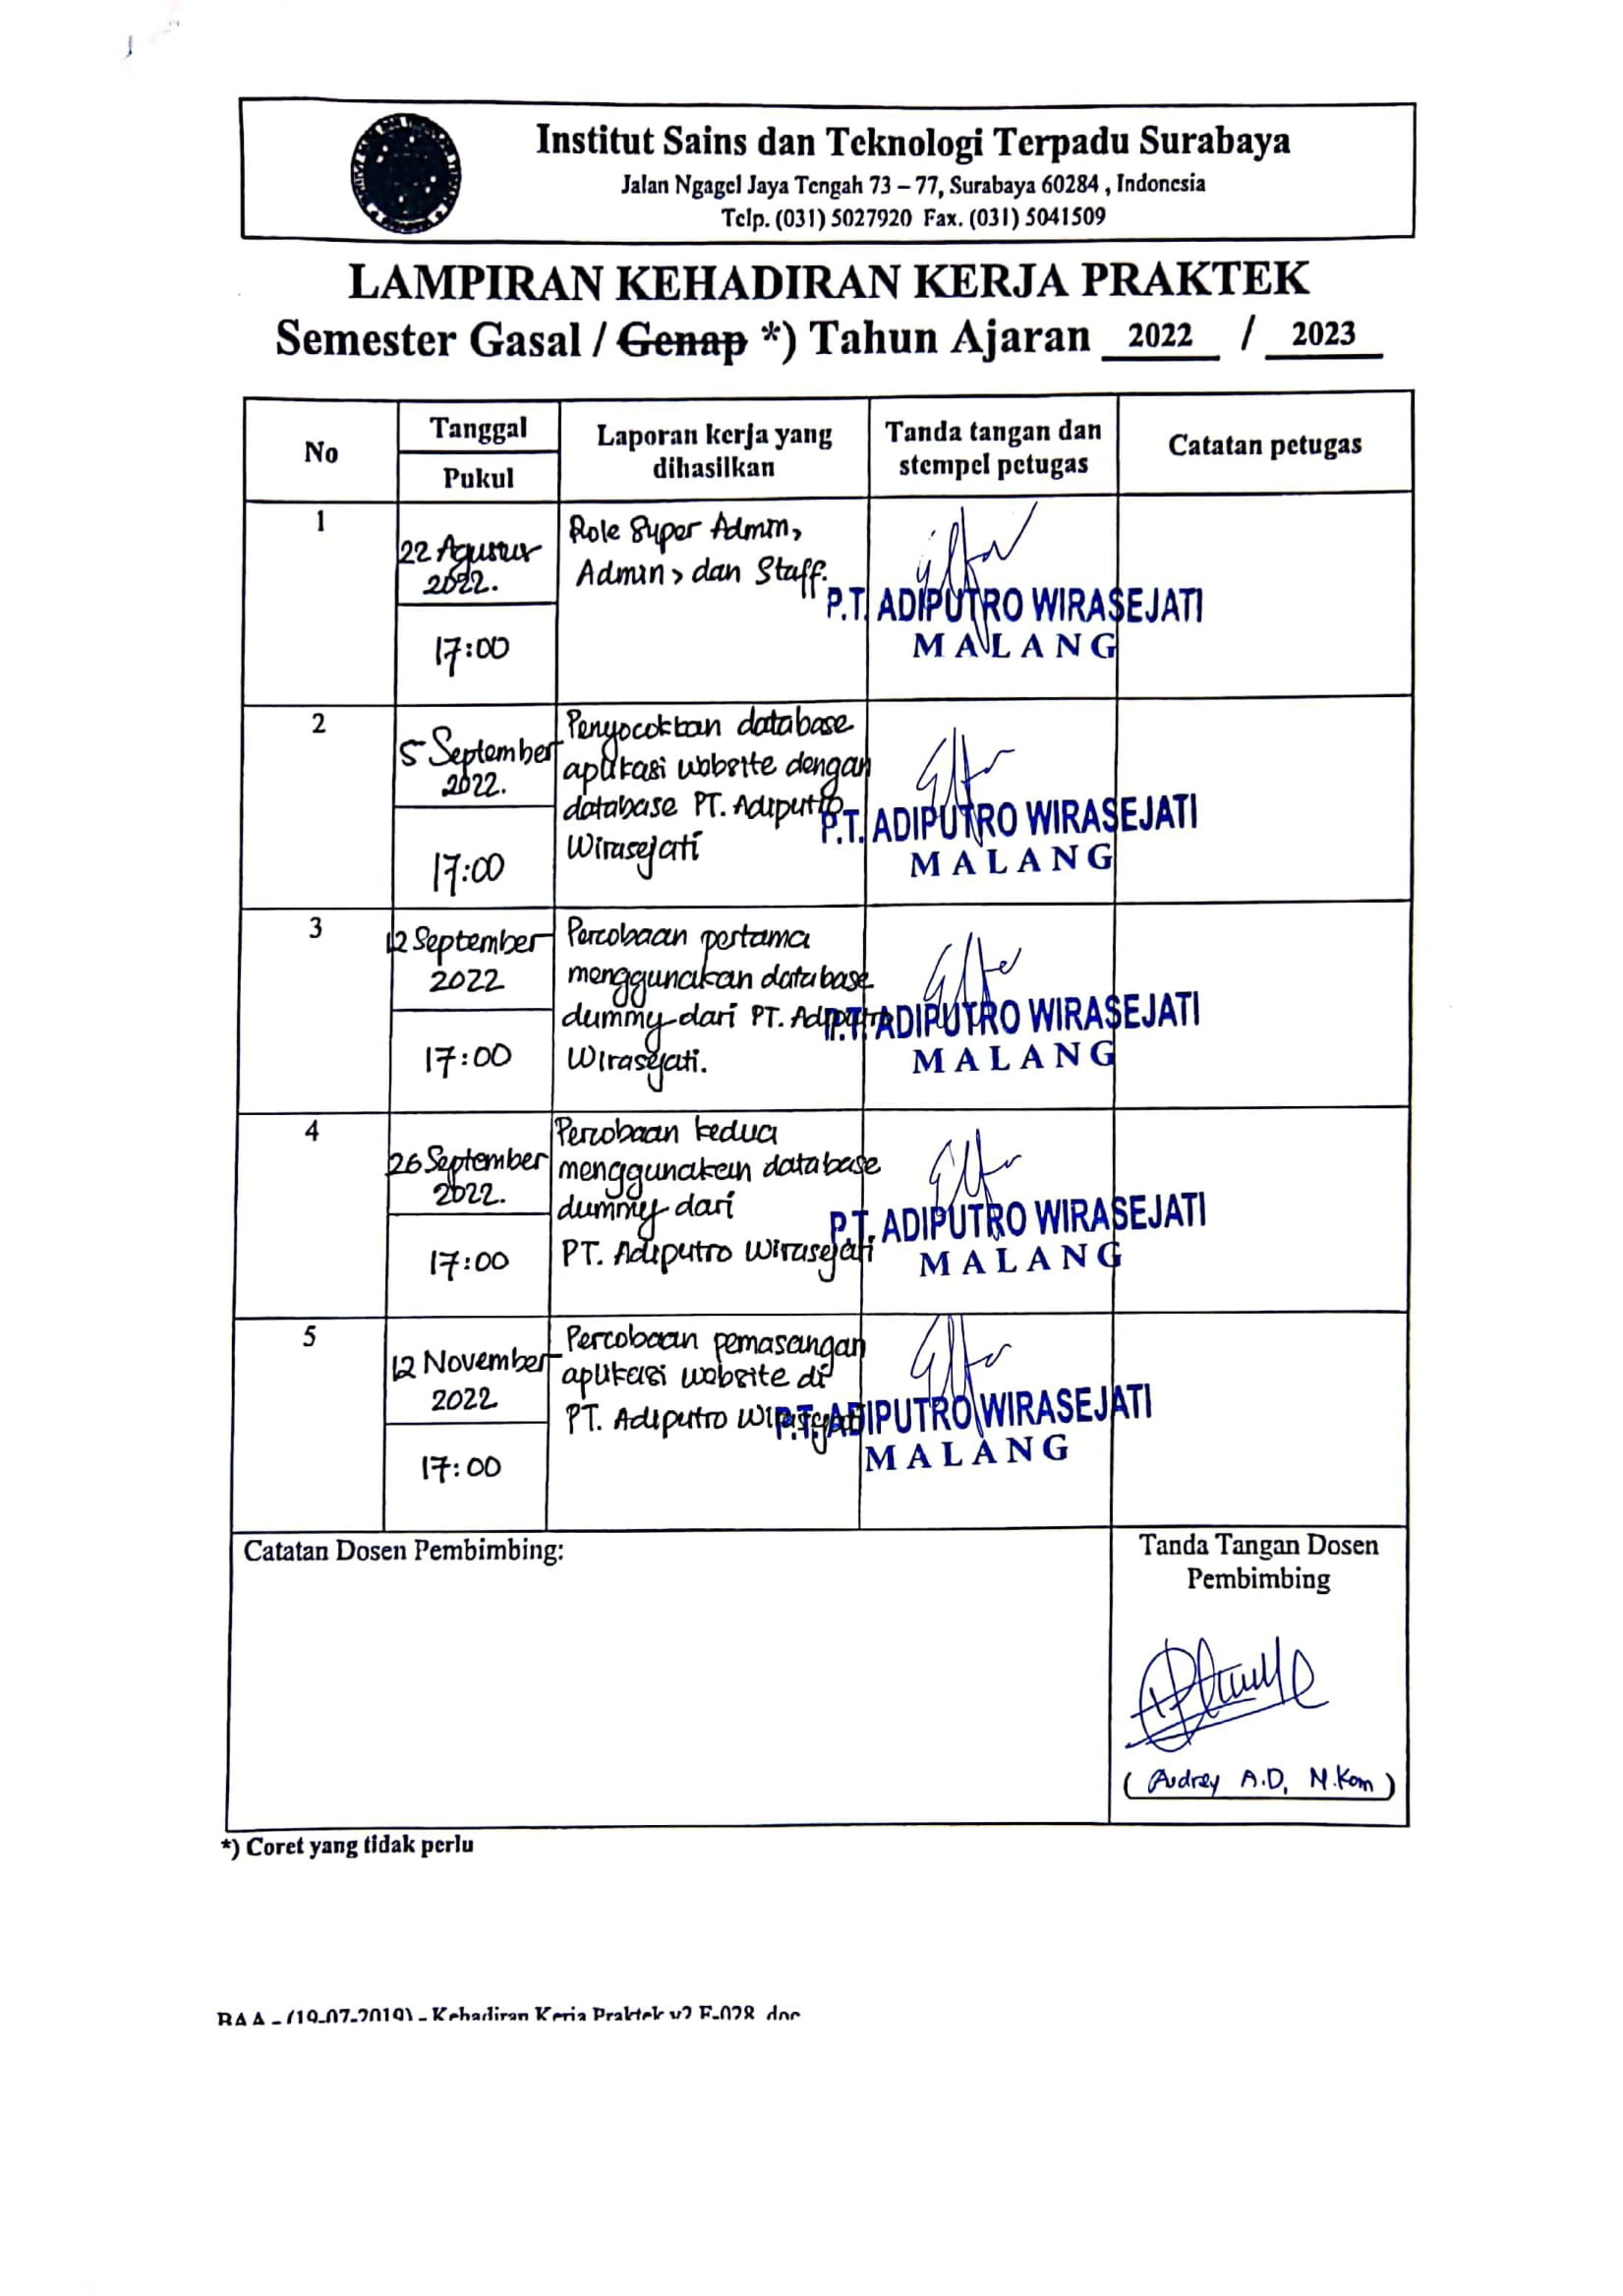 Institut Sains dan Teknologi Terpadu Surabaya
Jalan Ngagel Jaya Tengah 73 – 77, Surabaya 60284 , Indonesia
Telp. (031) 5027920 Fax. (031) 5041509
LAMPIRAN KEHADIRAN KERJA PRAKTEK
Semester Gasal / Genap *) Tahun Ajaran 2022 / 2023
No
Tanggal
Pukul
Laporan kerja yang
dihasilkan
Tanda tangan dan
stempel petugas
Catatan petugas
1
22 Agustus
2022.
17:00
Role Super Admin,
Admin, dan Staff.
P.T. ADIPUTRO WIRASEJATI
MALANG
2
5 September
2022.
17:00
Penyocokkan database
aplikasi website dengan
database PT. Adiputro
Wirasejati
P.T. ADIPUTRO WIRASEJATI
MALANG
3
12 September
2022
17:00
Percobaan pertama
menggunakan database
dummy dari PT. Adiputro
Wirasejati.
P.T. ADIPUTRO WIRASEJATI
MALANG
4
26 September
2022.
17:00
Percobaan kedua
menggunakan database
dummy dari
PT. Adiputro Wirasejati
P.T. ADIPUTRO WIRASEJATI
MALANG
5
12 November
2022
17:00
Percobaan pemasangan
aplikasi website di
PT. Adiputro Wirasejati
P.T. ADIPUTRO WIRASEJATI
MALANG
Catatan Dosen Pembimbing:
Tanda Tangan Dosen
Pembimbing
( Audrey A.D, M.Kom )
*) Coret yang tidak perlu
BAA – (19-07-2019) – Kehadiran Kerja Praktek v2 F-028 .doc